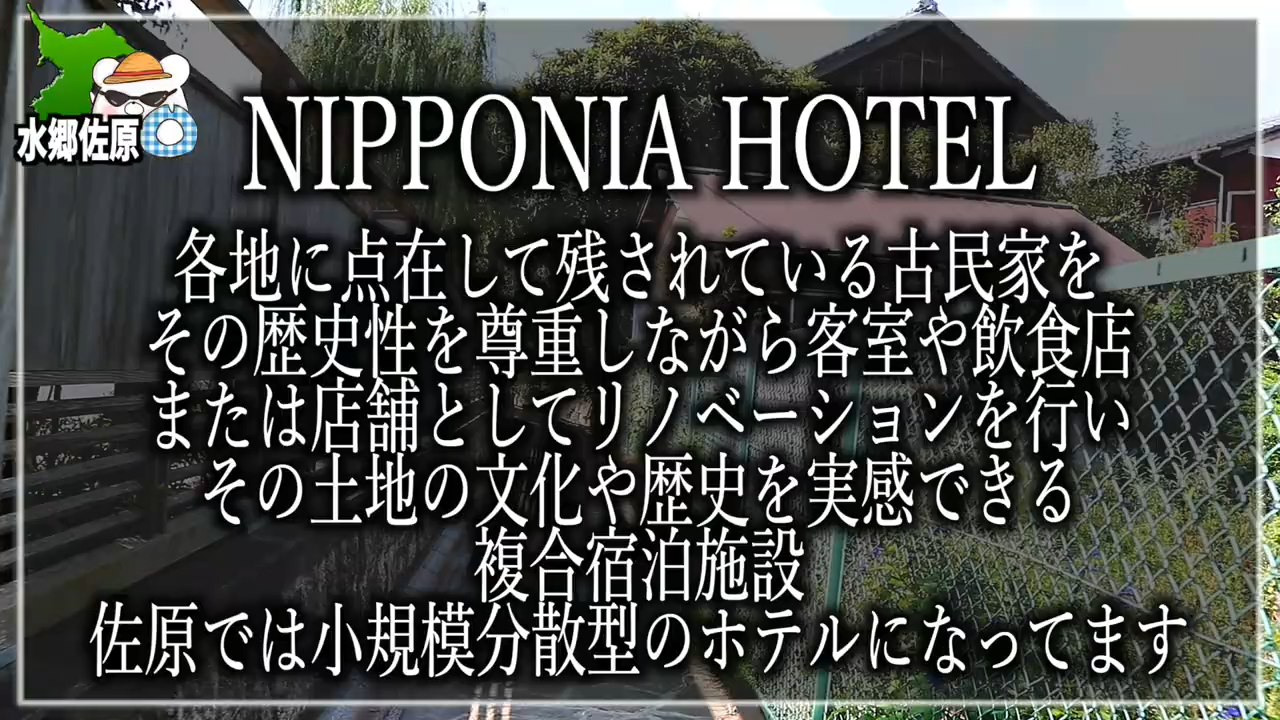 水郷佐原
NIPPONIA HOTEL
各地に点在して残されている古民家を
その歴史性を尊重しながら客室や飲食店
または店舗としてリノベーションを行い
その土地の文化や歴史を実感できる
複合宿泊施設
佐原では小規模分散型のホテルになってます